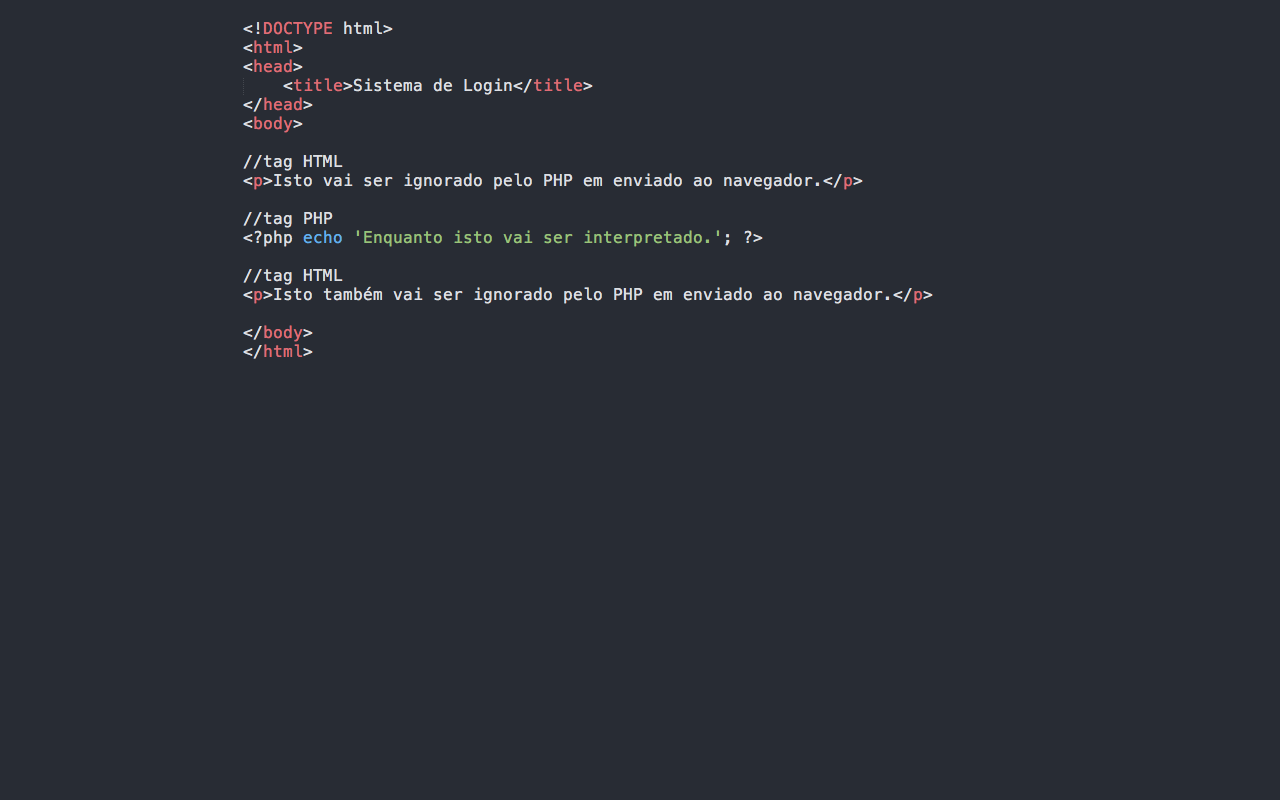 <!DOCTYPE html>
<html>
<head>
    <title>Sistema de Login</title>
</head>
<body>

//tag HTML
<p>Isto vai ser ignorado pelo PHP em enviado ao navegador.</p>

//tag PHP
<?php echo 'Enquanto isto vai ser interpretado.'; ?>

//tag HTML
<p>Isto também vai ser ignorado pelo PHP em enviado ao navegador.</p>

</body>
</html>